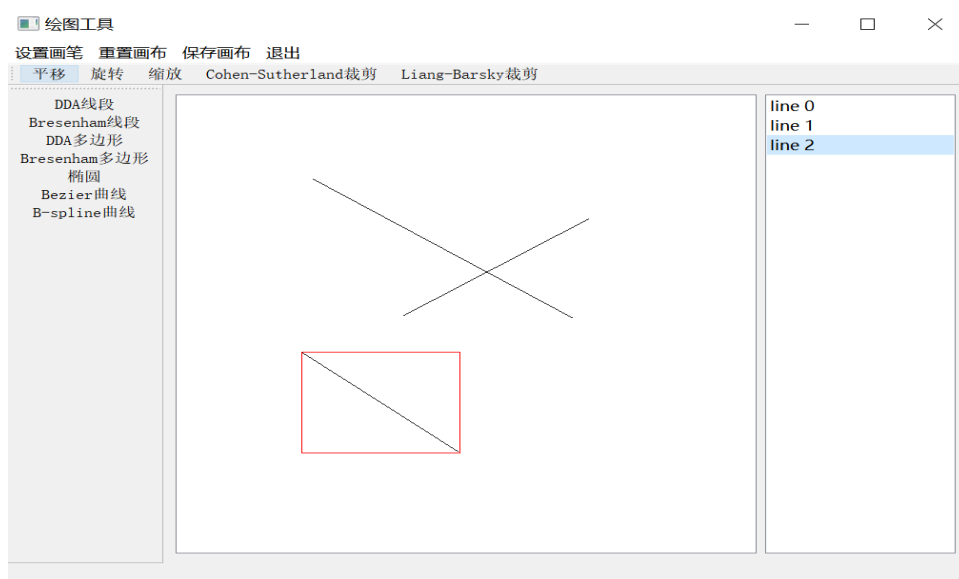 绘图工具
设置画笔 重置画布 保存画布 退出
平移 旋转 缩放 Cohen-Sutherland裁剪 Liang-Barsky裁剪
DDA线段
Bresenham线段
DDA多边形
Bresenham多边形
椭圆
Bezier曲线
B-spline曲线
line 0
line 1
line 2